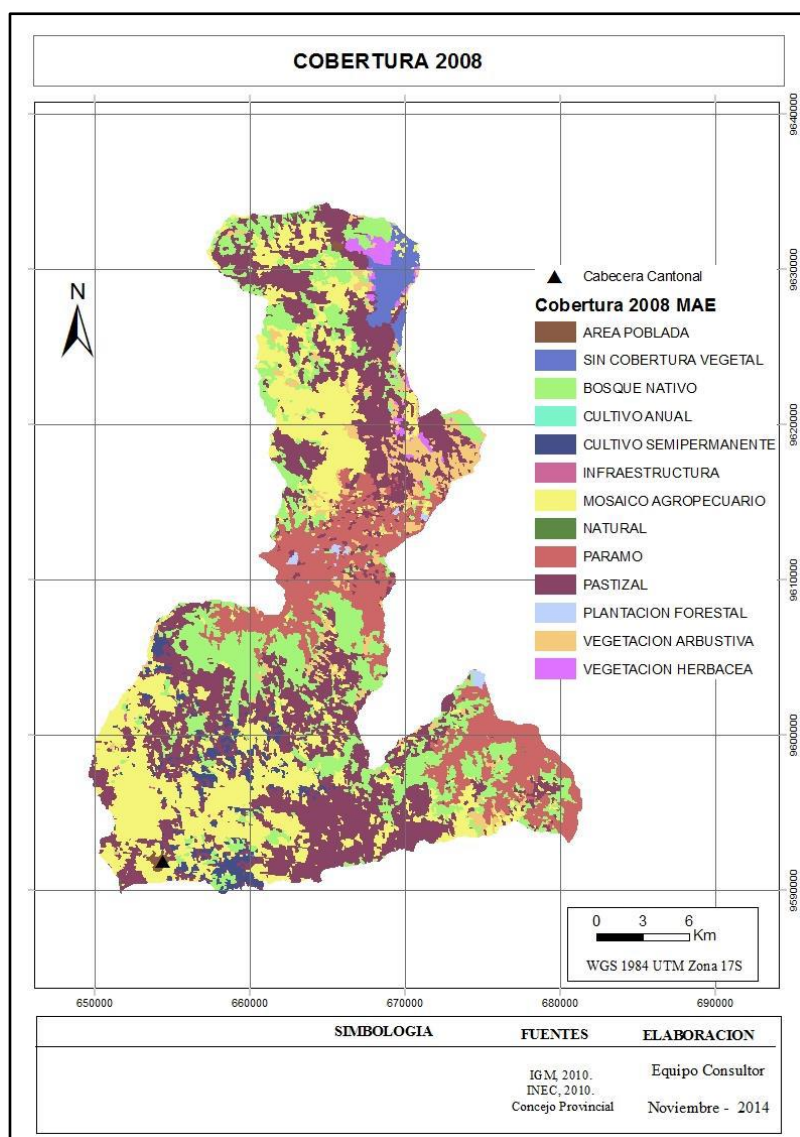 COBERTURA 2008
9640000
9630000
9620000
9610000
9600000
9590000
N
Cabecera Cantonal
Cobertura 2008 MAE
AREA POBLADA
SIN COBERTURA VEGETAL
BOSQUE NATIVO
CULTIVO ANUAL
CULTIVO SEMIPERMANENTE
INFRAESTRUCTURA
MOSAICO AGROPECUARIO
NATURAL
PARAMO
PASTIZAL
PLANTACION FORESTAL
VEGETACION ARBUSTIVA
VEGETACION HERBACEA
0 3 6
Km
WGS 1984 UTM Zona 17S
650000 660000 670000 680000 690000
SIMBOLOGIA FUENTES ELABORACION
IGM, 2010.
INEC, 2010.
Concejo Provincial
Equipo Consultor
Noviembre - 2014